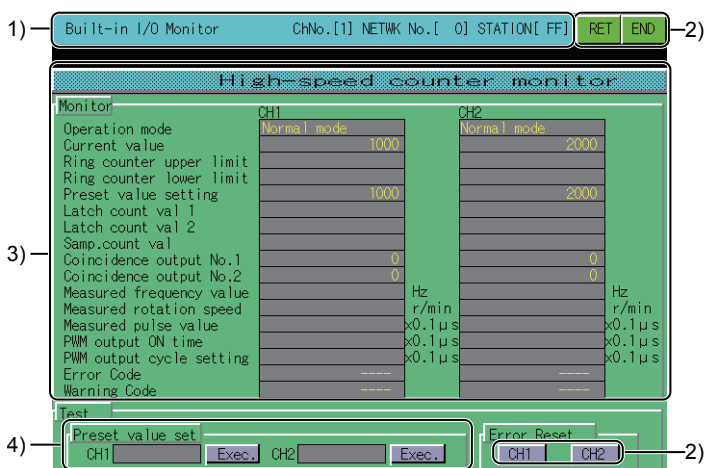 1) Built-in I/O Monitor ChNo.[1] NETWK No.[ 0] STATION[ FF] RET END 2)
High-speed counter monitor
Monitor
CH1 CH2
Operation mode Normal mode Normal mode
Current value 1000 2000
Ring counter upper limit
Ring counter lower limit
Preset value setting 1000 2000
Latch count val 1
Latch count val 2
Samp.count val
3)
Coincidence output No.1 0 0
Coincidence output No.2 0 0
Measured frequency value Hz Hz
Measured rotation speed r/min r/min
Measured pulse value x0.1μs x0.1μs
PWM output ON time x0.1μs x0.1μs
PWM output cycle setting x0.1μs x0.1μs
Error Code ---- ----
Warning Code ---- ----
Test
Preset value set Error Reset
4) CH1 Exec. CH2 Exec. CH1 CH2 2)